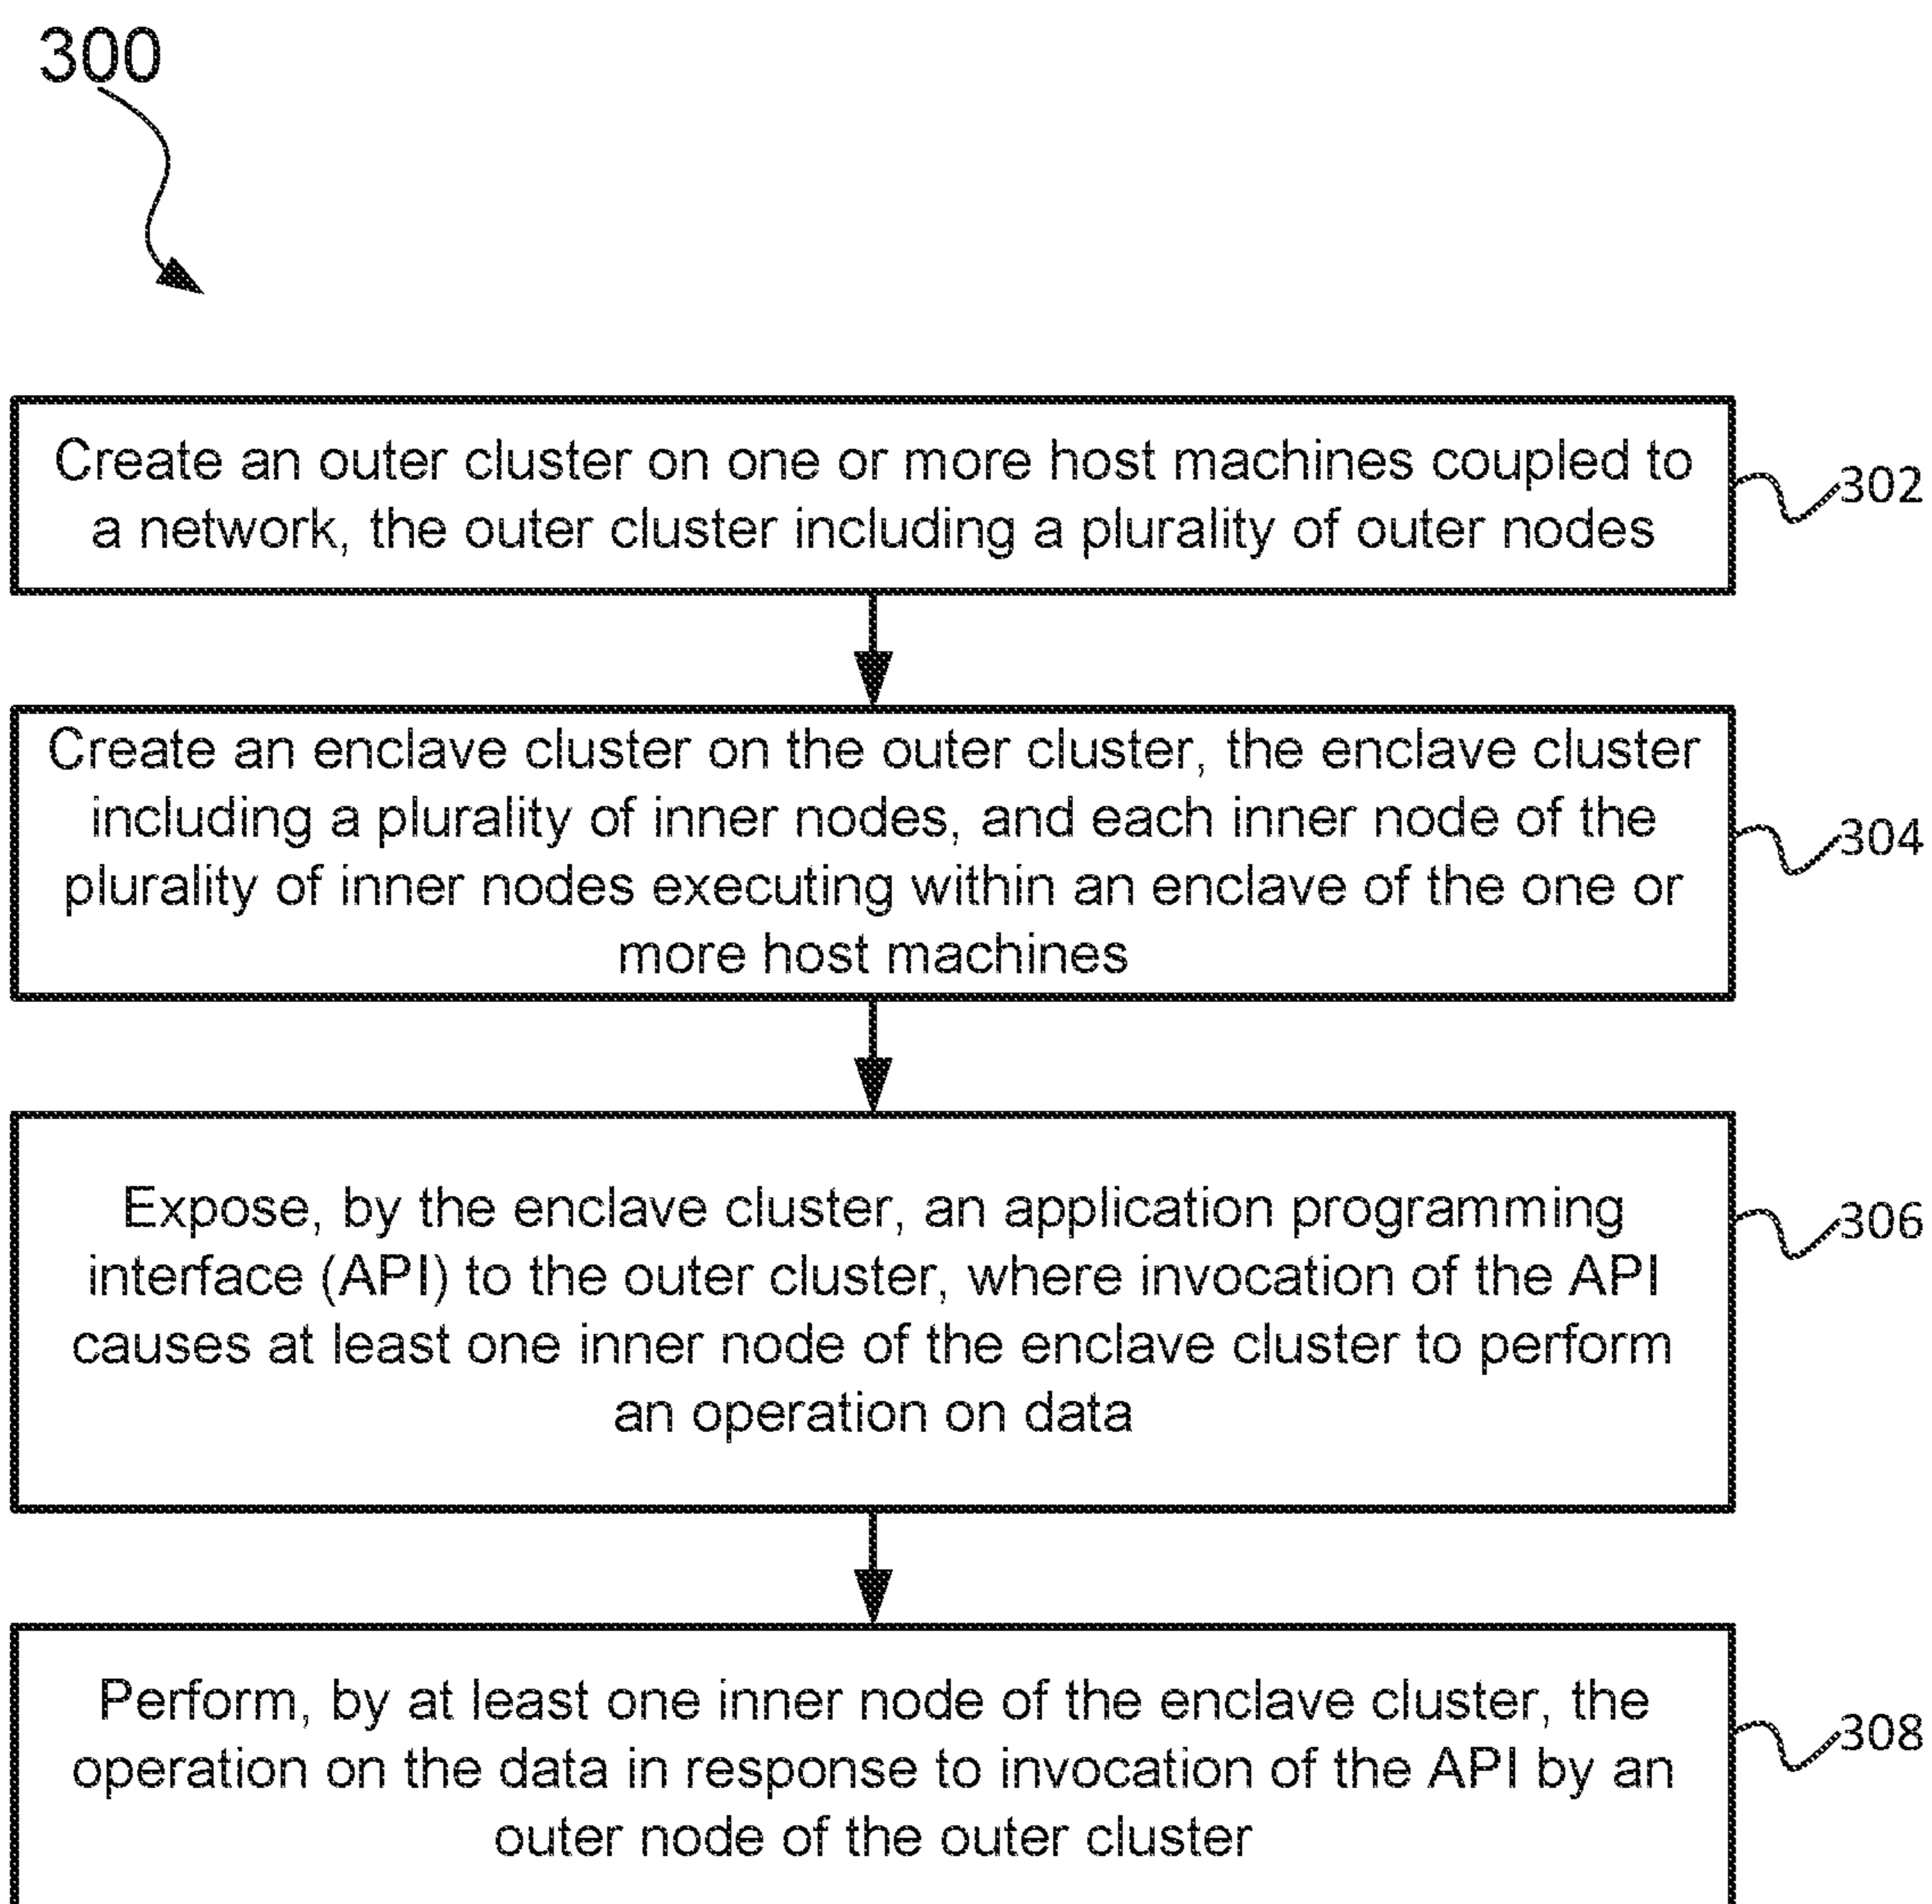 300
Create an outer cluster on one or more host machines coupled to
a network, the outer cluster including a plurality of outer nodes
302
Create an enclave cluster on the outer cluster, the enclave cluster
including a plurality of inner nodes, and each inner node of the
plurality of inner nodes executing within an enclave of the one or
more host machines
304
Expose, by the enclave cluster, an application programming
interface (API) to the outer cluster, where invocation of the API
causes at least one inner node of the enclave cluster to perform
an operation on data
306
Perform, by at least one inner node of the enclave cluster, the
operation on the data in response to invocation of the API by an
outer node of the outer cluster
308